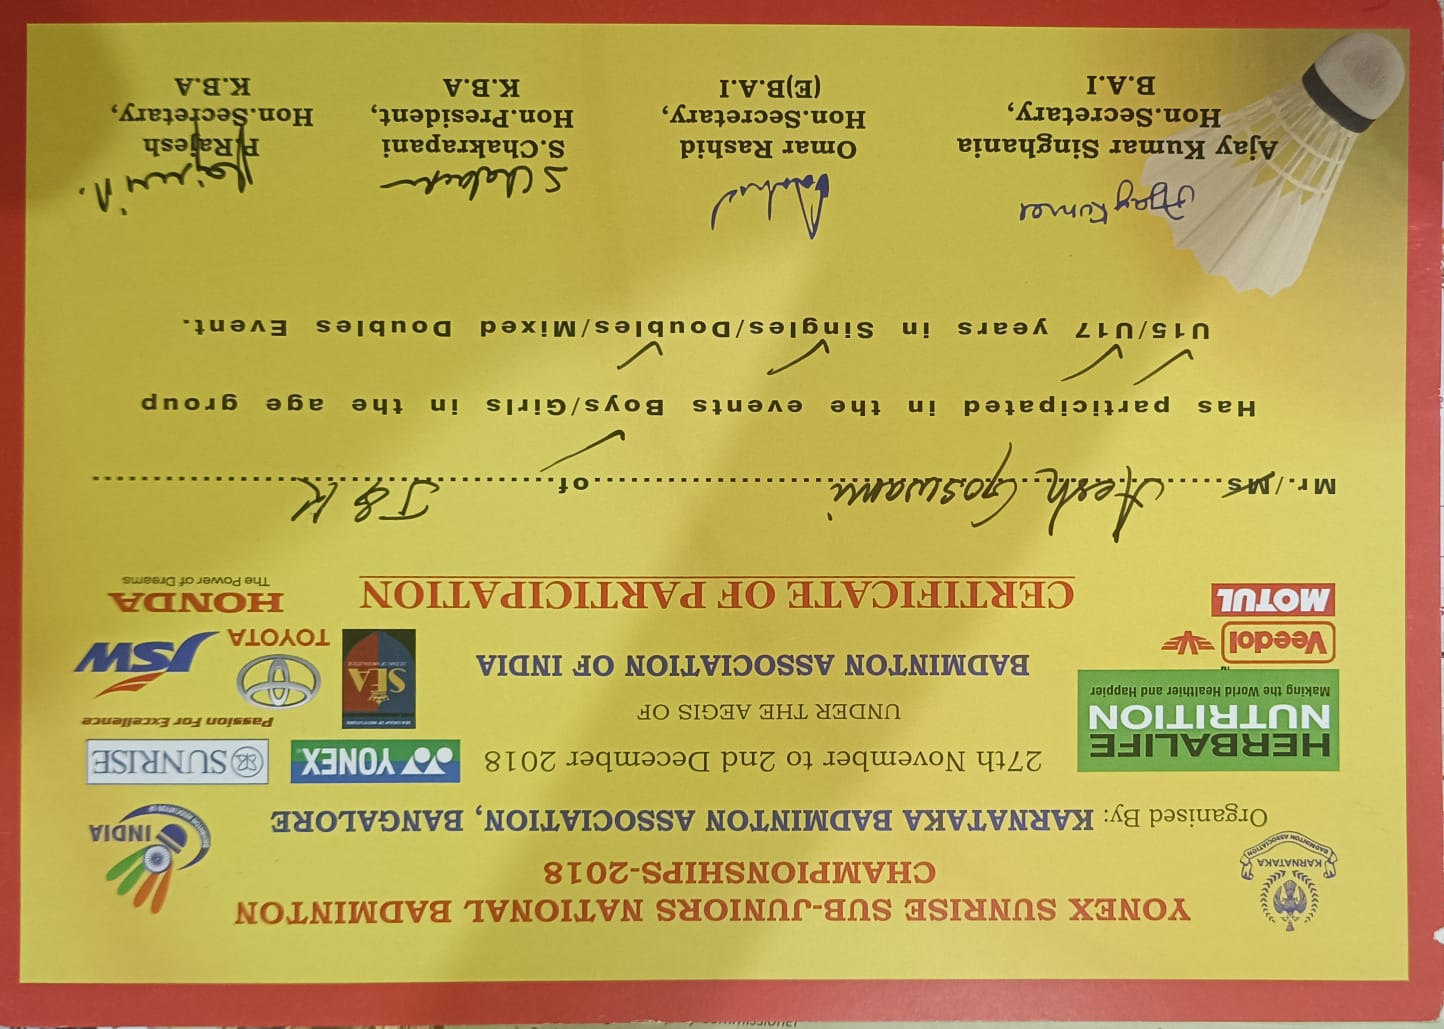 YONEX SUNRISE SUB-JUNIORS NATIONAL BADMINTON
CHAMPIONSHIPS-2018
KARNATAKA
BADMINTON ASSOCIATION
Organised By: KARNATAKA BADMINTON ASSOCIATION, BANGALORE
INDIA
BADMINTON ASSOCIATION OF
27th November to 2nd December 2018
YONEX
SUNRISE
Passion For Excellence
HERBALIFE
NUTRITION
Making the World Healthier and Happier
UNDER THE AEGIS OF
BADMINTON ASSOCIATION OF INDIA
SEA
TOYOTA
JSW
Veedol
MOTUL
CERTIFICATE OF PARTICIPATION
HONDA
The Power of Dreams
Mr./Ms. Aesh Goswami of J & K
Has participated in the events Boys/Girls in the age group
U15/U17 years in Singles/Doubles/Mixed Doubles Event.
Ajay Kumar
Ajay Kumar Singhania
Hon.Secretary,
B.A.I
Omar Rashid
Hon.Secretary,
(E)B.A.I
S.Chakrapani
Hon.President,
K.B.A
P.Rajesh
Hon.Secretary,
K.B.A